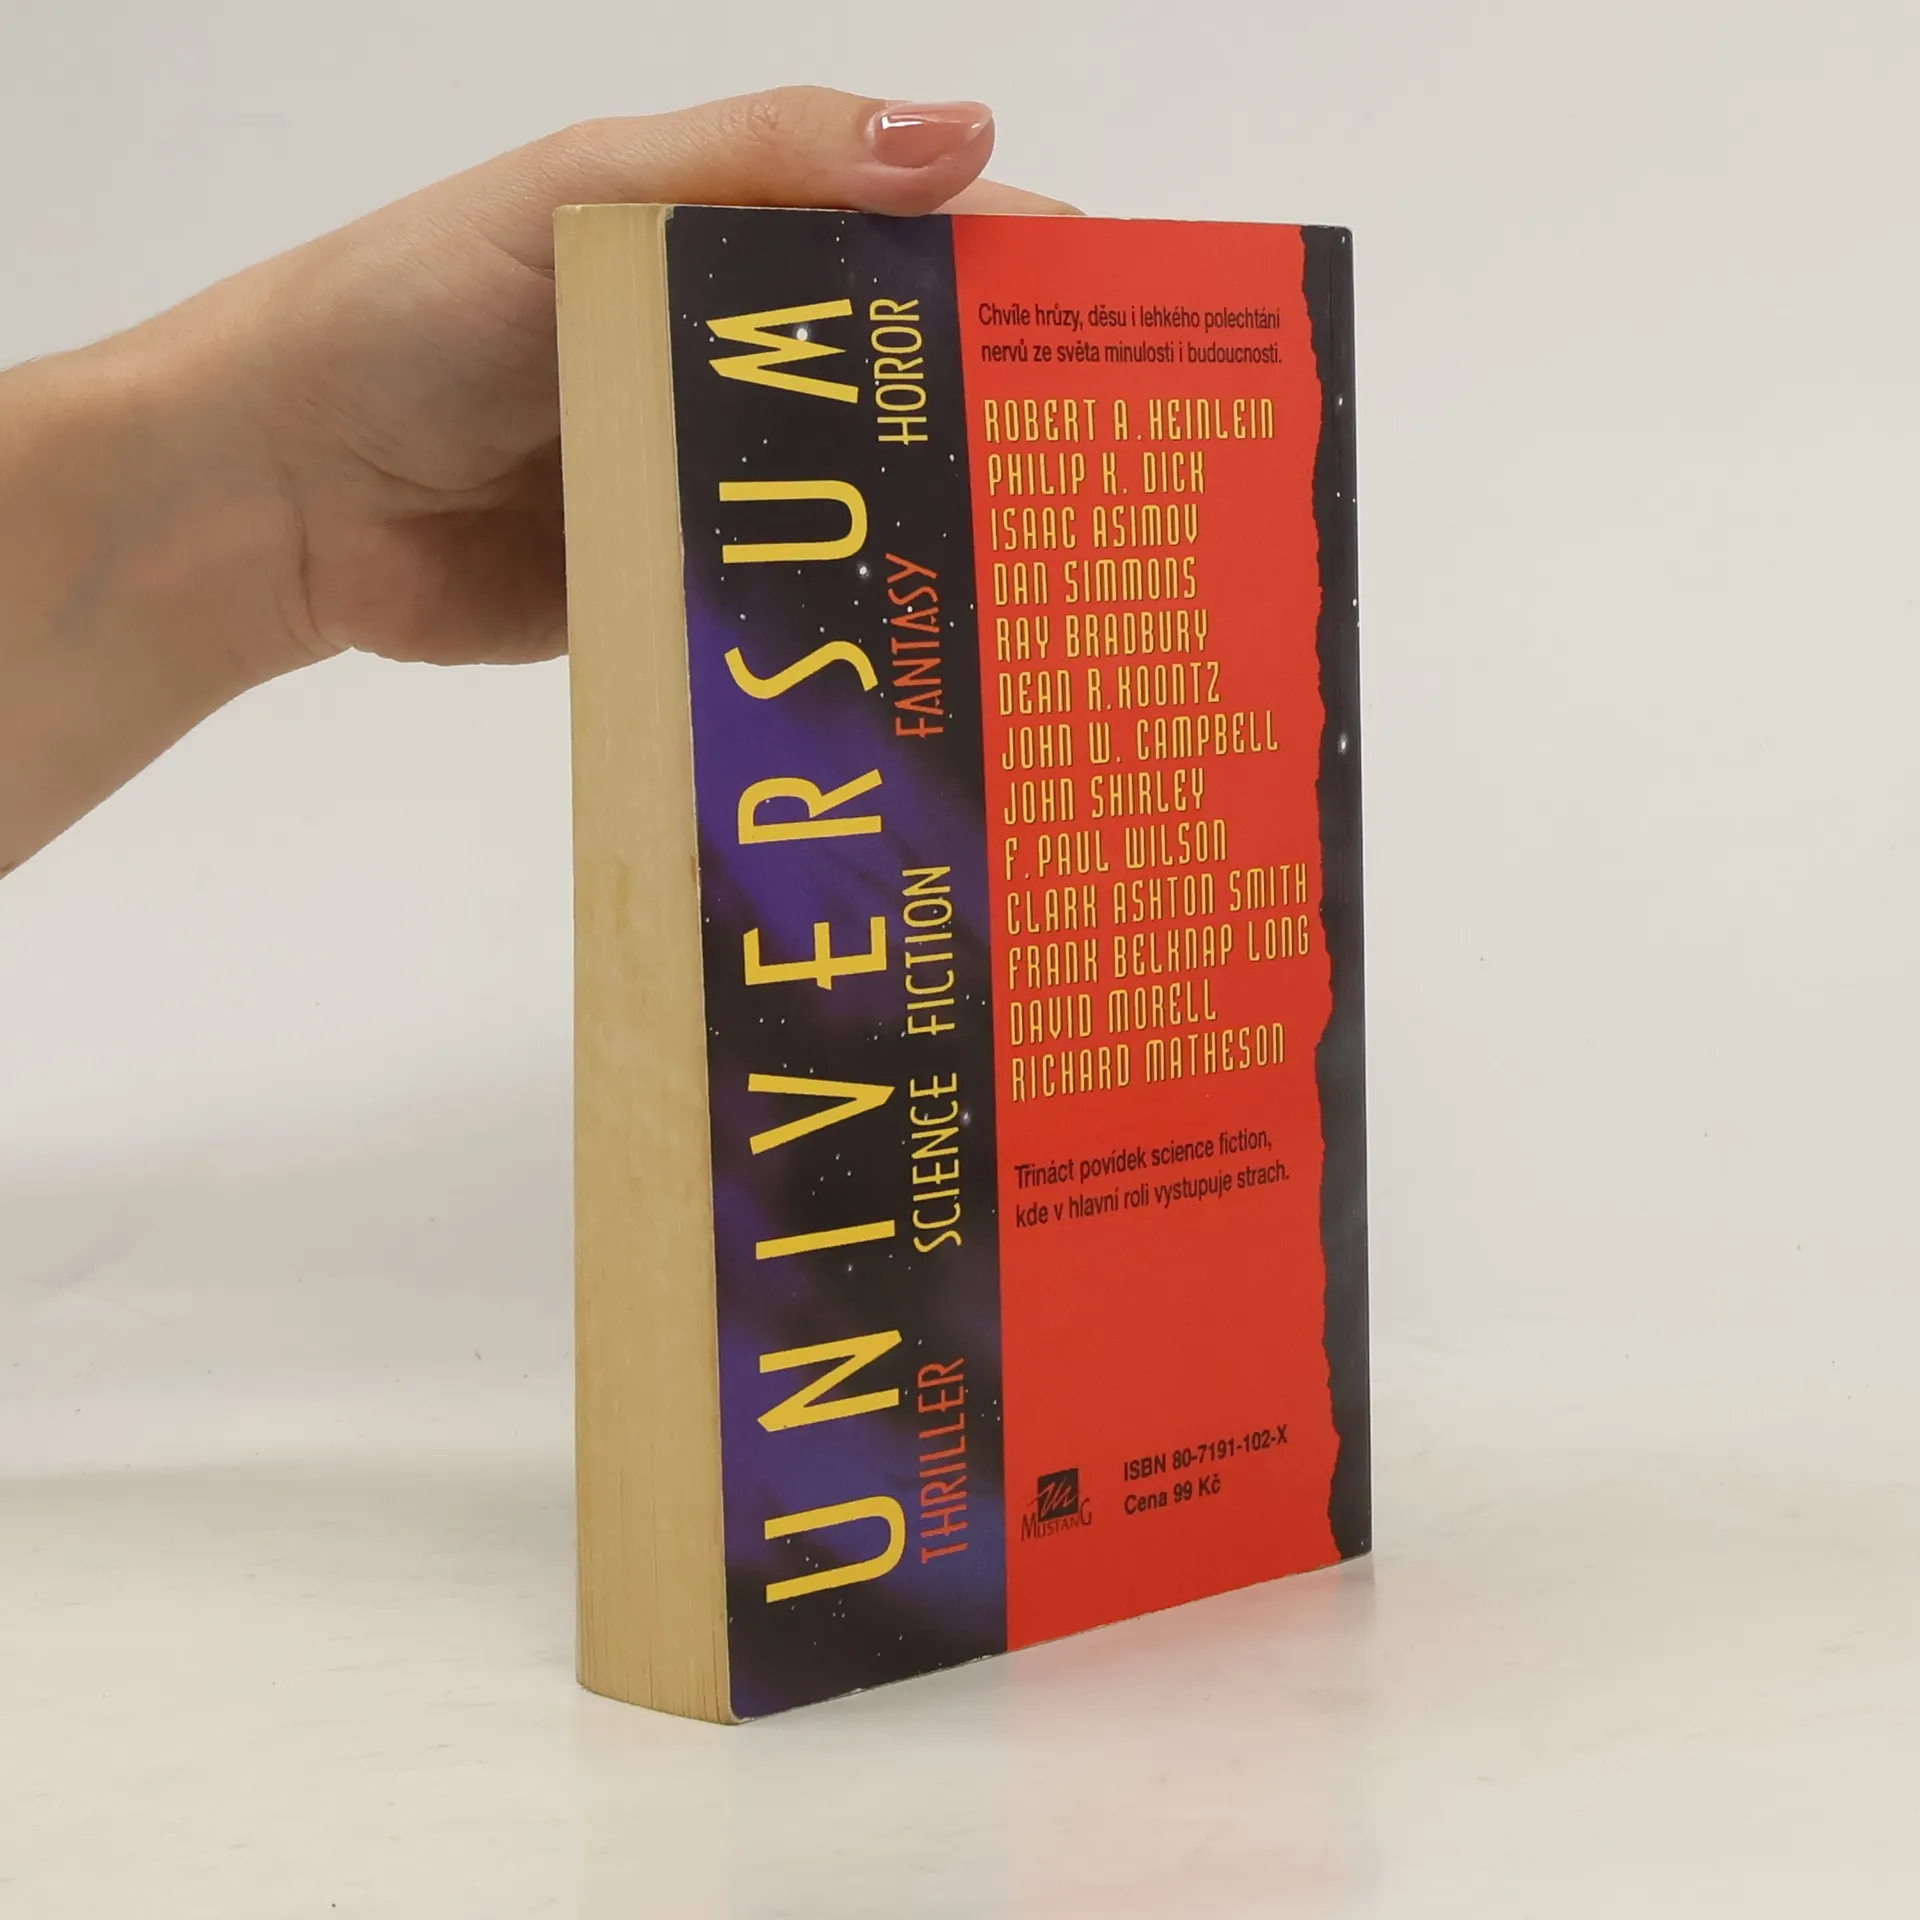 UNIVERSUM
THRILLER SCIENCE FICTION FANTASY HOROR
Chvíle hrůzy, děsu i lehkého polechtání
nervů ze světa minulosti i budoucnosti.
ROBERT A. HEINLEIN
PHILIP K. DICK
ISAAC ASIMOV
DAN SIMMONS
RAY BRADBURY
DEAN R. KOONTZ
JOHN W. CAMPBELL
JOHN SHIRLEY
F. PAUL WILSON
CLARK ASHTON SMITH
FRANK BELKNAP LONG
DAVID MORELL
RICHARD MATHESON
Třináct povídek science fiction,
kde v hlavní roli vystupuje strach.
MUSTANG
ISBN 80-7191-102-X
Cena 99 Kč